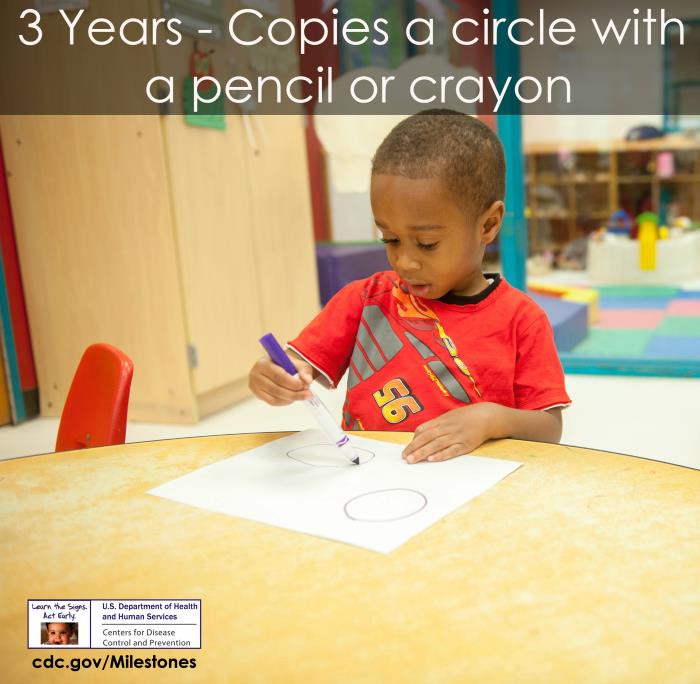 3 Years - Copies a circle with
a pencil or crayon
56
Learn the Signs.
Act Early.
U.S. Department of Health
and Human Services
Centers for Disease
Control and Prevention
cdc.gov/Milestones